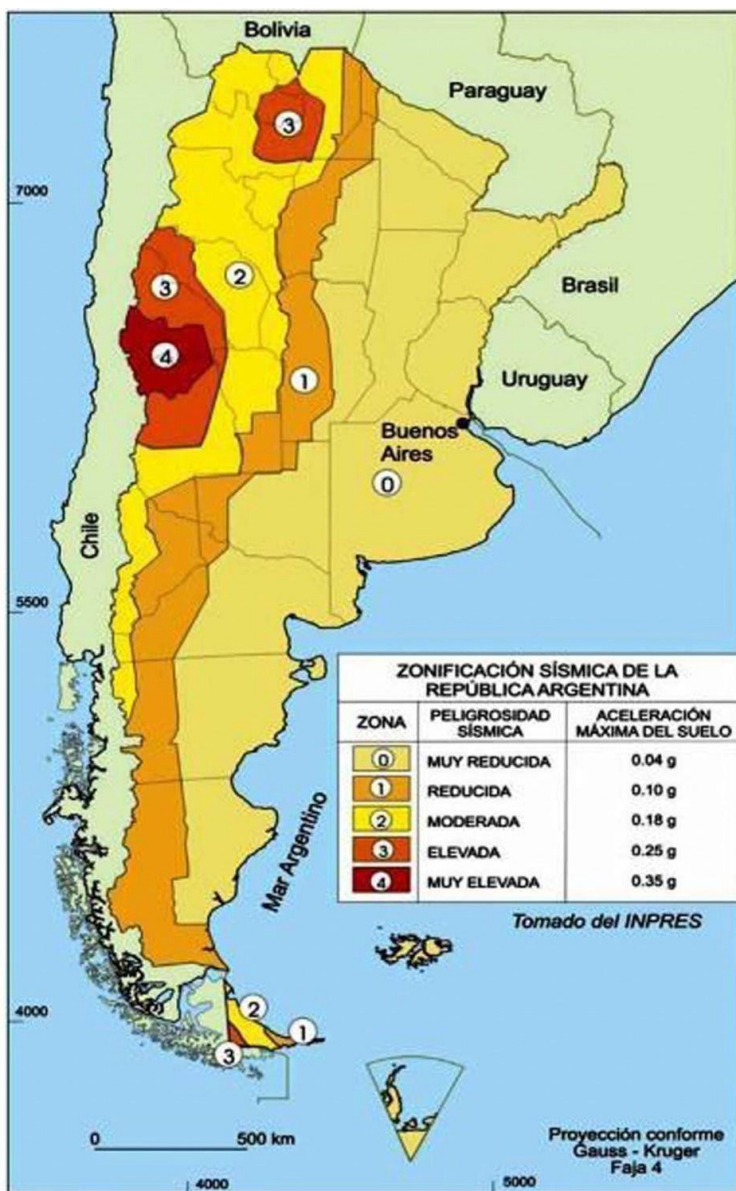 Bolivia
Paraguay
3
7000
2
3
Brasil
4
1
Uruguay
Buenos
Aires
0
Chile
5500
ZONIFICACIÓN SÍSMICA DE LA
REPÚBLICA ARGENTINA
ZONA
PELIGROSIDAD
SÍSMICA
ACELERACIÓN
MÁXIMA DEL SUELO
0 MUY REDUCIDA 0.04 g
1 REDUCIDA 0.10 g
2 MODERADA 0.18 g
3 ELEVADA 0.25 g
4 MUY ELEVADA 0.35 g
Mar Argentino
Tomado del INPRES
4000
2
1
3
0 500 km
Proyección conforme
Gauss - Kruger
Faja 4
4000
5000